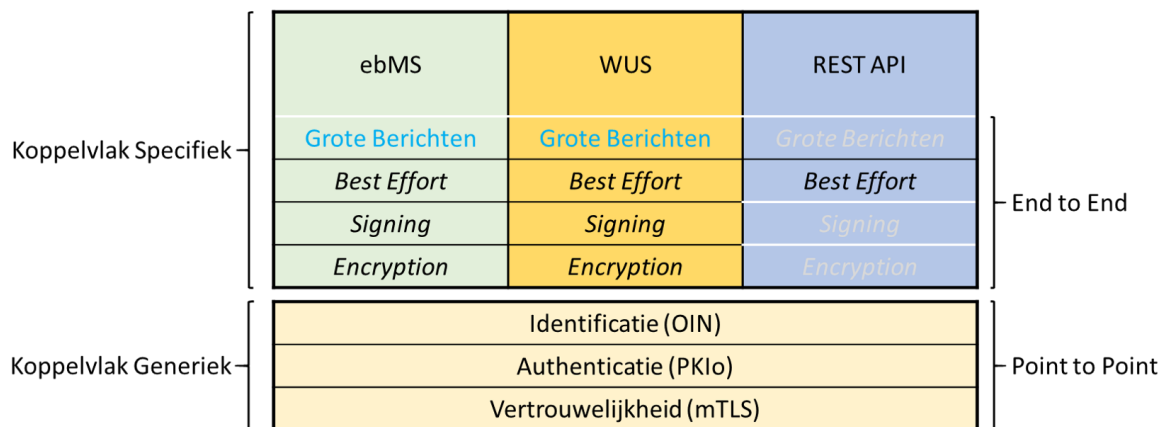 ebMS
WUS
REST API
Koppelvlak Specifiek
Grote Berichten
Grote Berichten
Grote Berichten
Best Effort
Best Effort
Best Effort
End to End
Signing
Signing
Signing
Encryption
Encryption
Encryption
Identificatie (OIN)
Koppelvlak Generiek
Authenticatie (PKIo)
Point to Point
Vertrouwelijkheid (mTLS)